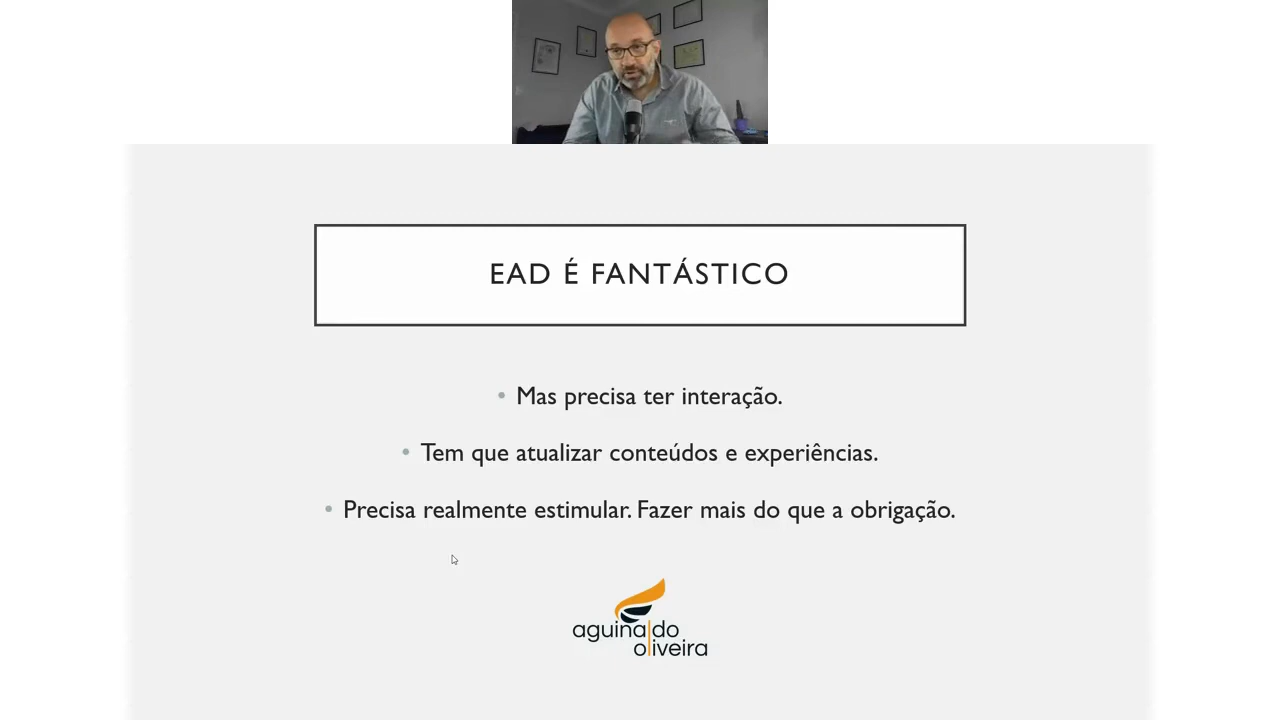 EAD É FANTÁSTICO
• Mas precisa ter interação.
• Tem que atualizar conteúdos e experiências.
• Precisa realmente estimular. Fazer mais do que a obrigação.
aguinaldo
oliveira